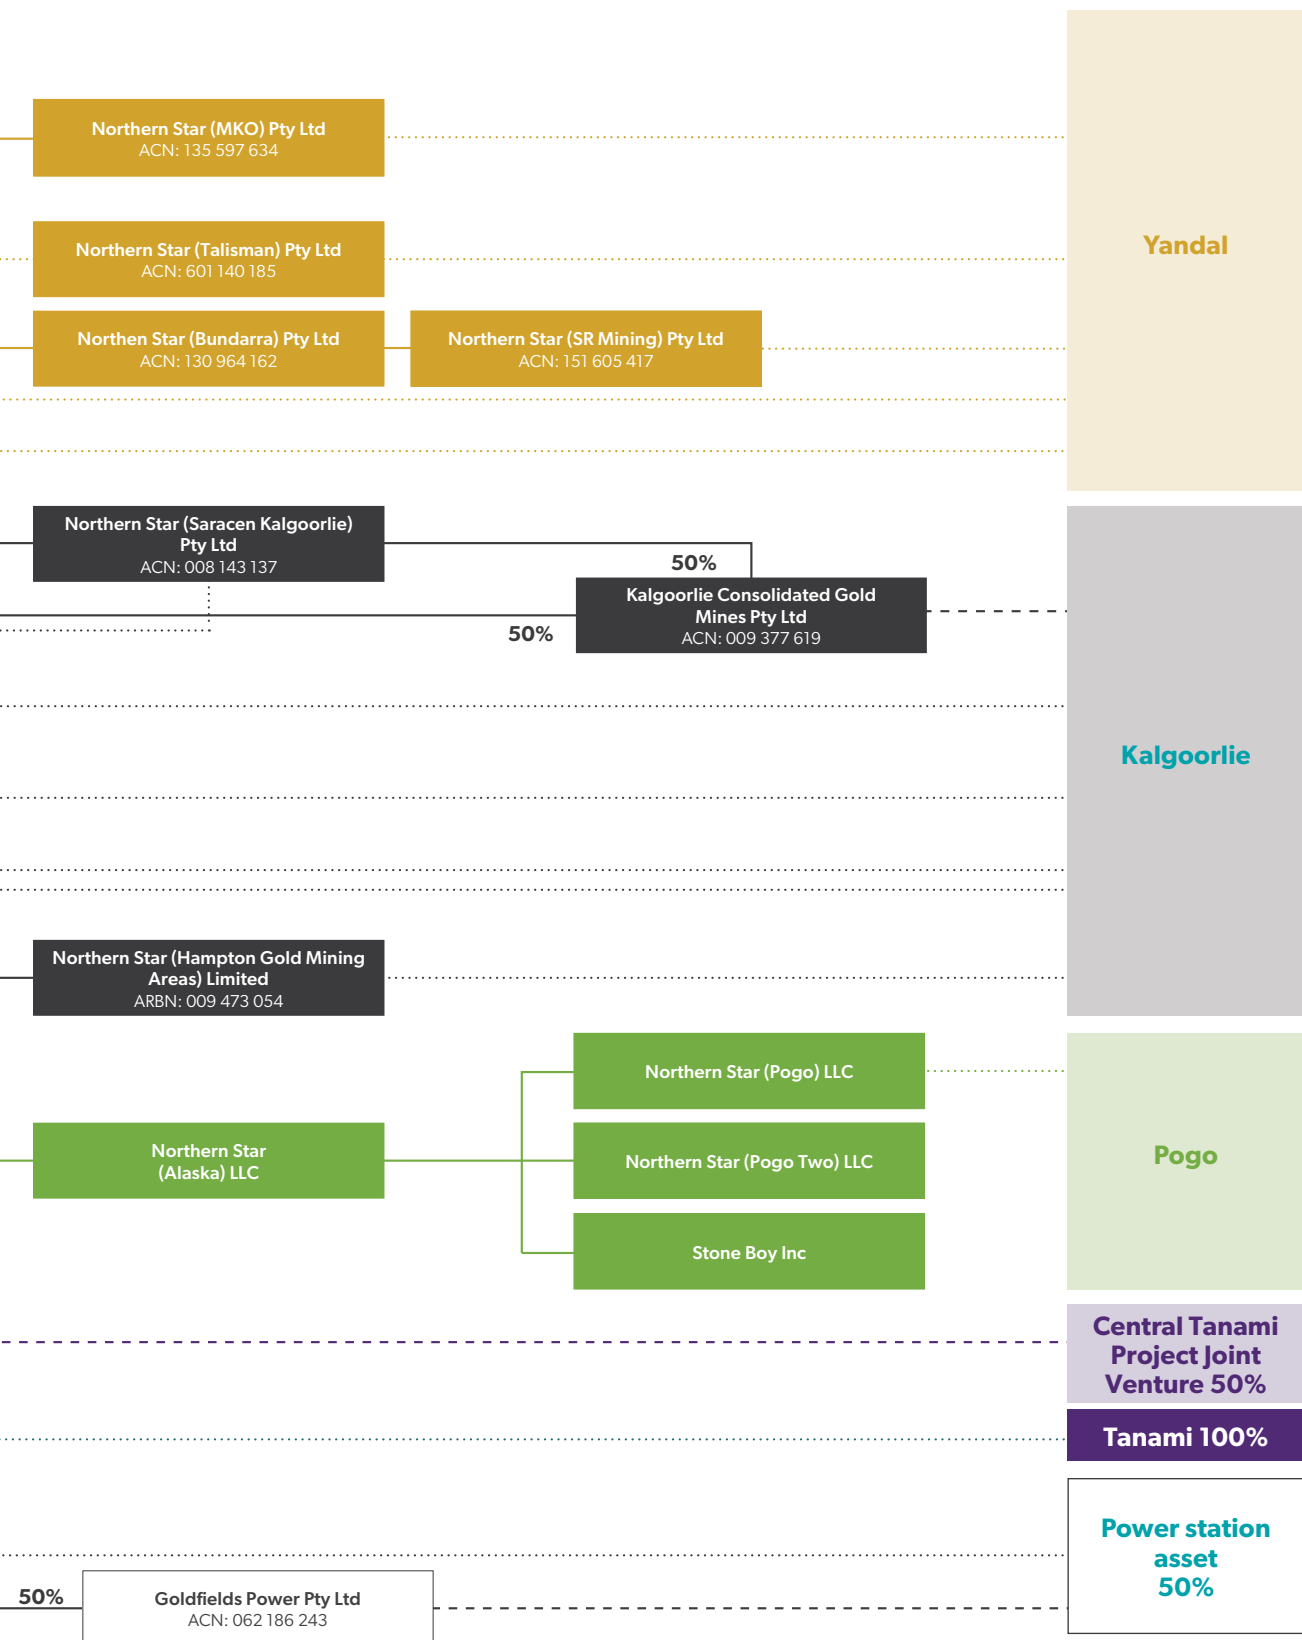 Northern Star (MKO) Pty Ltd
ACN: 135 597 634
Yandal
Northern Star (Talisman) Pty Ltd
ACN: 601 140 185
Northen Star (Bundarra) Pty Ltd
ACN: 130 964 162
Northern Star (SR Mining) Pty Ltd
ACN: 151 605 417
Northern Star (Saracen Kalgoorlie)
Pty Ltd
ACN: 008 143 137
50%
Kalgoorlie Consolidated Gold
Mines Pty Ltd
ACN: 009 377 619
50%
Kalgoorlie
Northern Star (Hampton Gold Mining
Areas) Limited
ARBN: 009 473 054
Northern Star (Pogo) LLC
Northern Star
(Alaska) LLC
Northern Star (Pogo Two) LLC
Pogo
Stone Boy Inc
Central Tanami
Project Joint
Venture 50%
Tanami 100%
Power station
asset
50%
50%
Goldfields Power Pty Ltd
ACN: 062 186 243